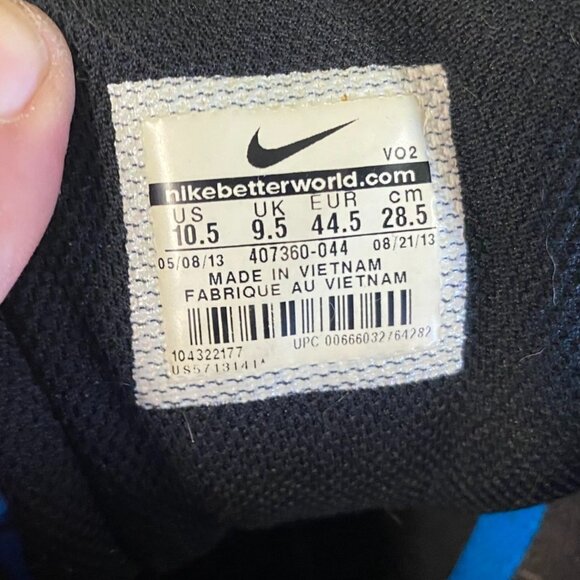 VO2
nikebetterworld.com
US UK EUR cm
10.5 9.5 44.5 28.5
05/08/13 407360-044 08/21/13
MADE IN VIETNAM
FABRIQUE AU VIETNAM
104322177 UPC 00666032764282
US5713141*